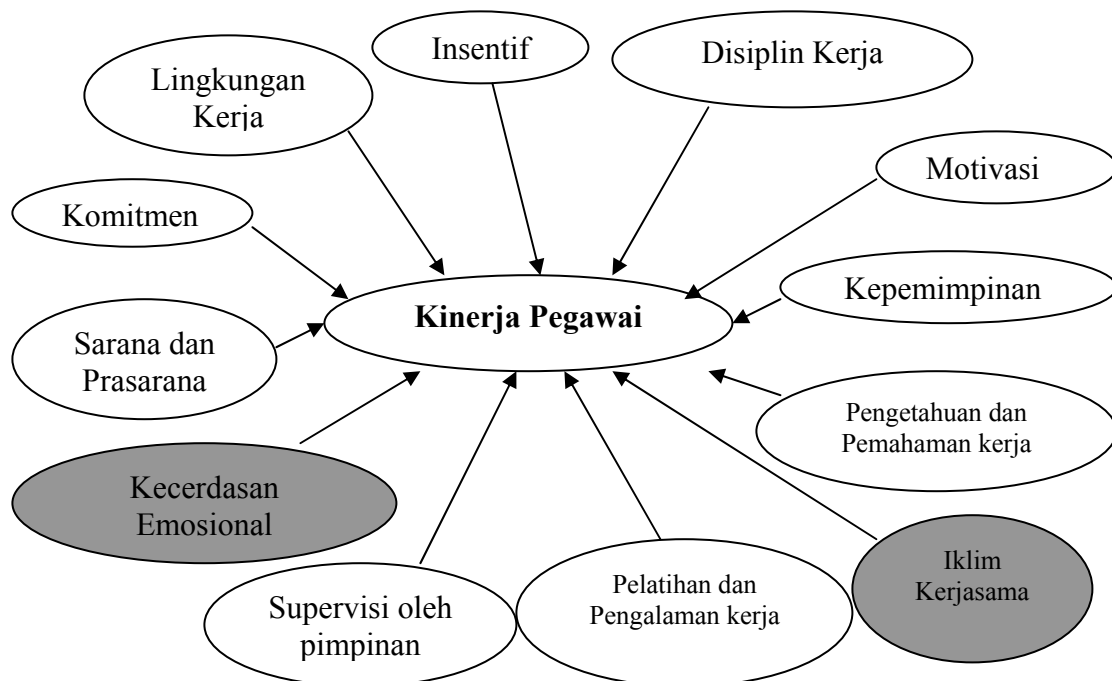 Insentif
Disiplin Kerja
Lingkungan
Kerja
Motivasi
Komitmen
Kepemimpinan
Kinerja Pegawai
Sarana dan
Prasarana
Pengetahuan dan
Pemahaman kerja
Kecerdasan
Emosional
Iklim
Kerjasama
Pelatihan dan
Pengalaman kerja
Supervisi oleh
pimpinan